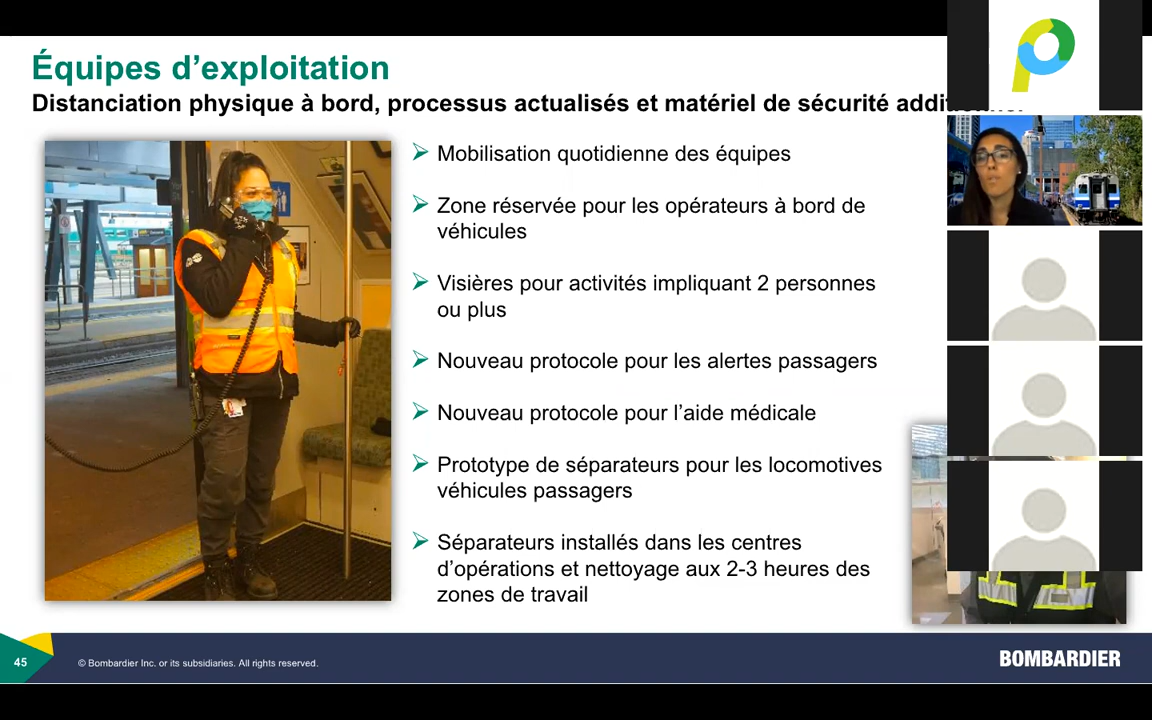 Équipes d’exploitation
Distanciation physique à bord, processus actualisés et matériel de sécurité
Mobilisation quotidienne des équipes
Zone réservée pour les opérateurs à bord de
véhicules
Visières pour activités impliquant 2 personnes
ou plus
Nouveau protocole pour les alertes passagers
Nouveau protocole pour l’aide médicale
Prototype de séparateurs pour les locomotives
véhicules passagers
Séparateurs installés dans les centres
d’opérations et nettoyage aux 2-3 heures des
zones de travail
45
© Bombardier Inc. or its subsidiaries. All rights reserved.
BOMBARDIER